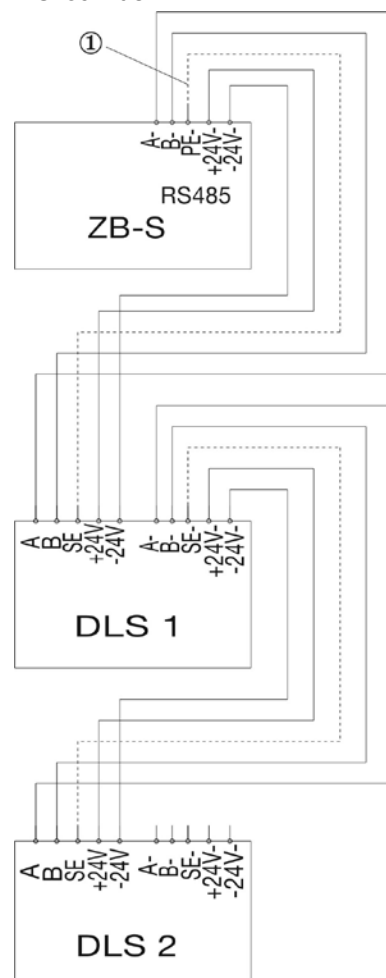 ①
A- B- PE- +24V- -24V-
RS485
ZB-S
A B SE +24V -24V A- B- SE- +24V- -24V-
DLS 1
A B SE +24V -24V A- B- SE- +24V- -24V-
DLS 2